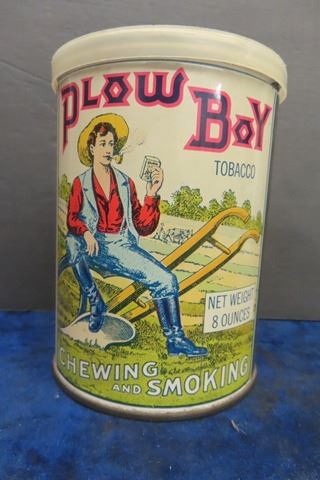 PLOW BOY
TOBACCO
NET WEIGHT
8 OUNCES
CHEWING
AND SMOKING